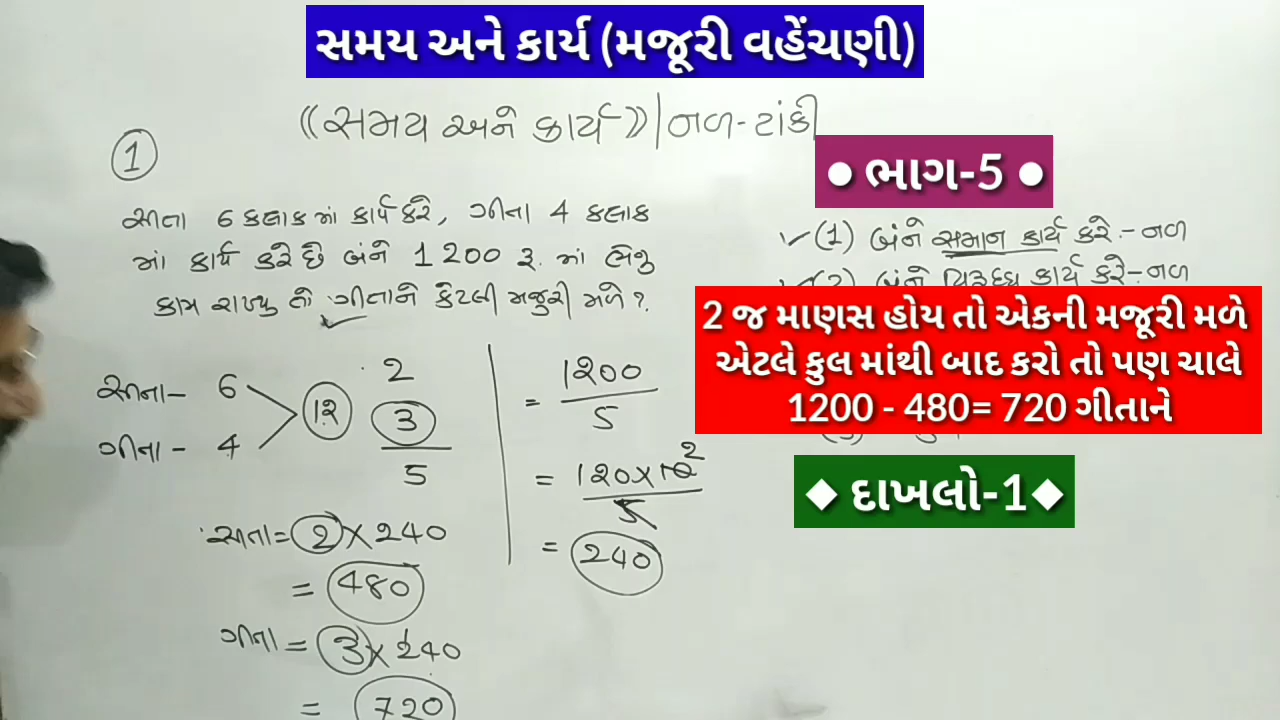 સમય અને કાર્ય (મજૂરી વહેંચણી)
((સમય અને કાર્ય)) | નળ-ટાંકી
1
સીતા 6 કલાક માં કાર્ય કરે, ગીતા 4 કલાક
માં કાર્ય કરે છે બંને 1200 રૂ. માં
કામ રાખ્યુ તો ગીતાને કેટલી મજુરી મળે?
સીતા- 6
ગીતા- 4
12
2
3
5
સીતા= 2×240
= 480
ગીતા= 3×240
= 720
= 1200
5
= 120×10 2
5
= 240
● ભાગ-5 ●
(1) બંને સમાન કાર્ય કરે.- નળ
(2) બંને વિરૂદ્ધ કાર્ય કરે-નળ
2 જ માણસ હોય તો એકની મજૂરી મળે
એટલે કુલ માંથી બાદ કરો તો પણ ચાલે
1200 - 480= 720 ગીતાને
◆ દાખલો-1◆